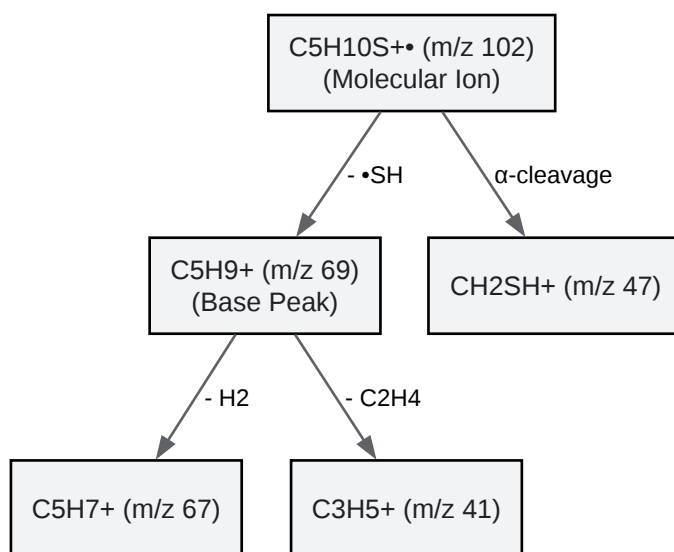 C5H10S+• (m/z 102)
(Molecular Ion)
- •SH
α-cleavage
C5H9+ (m/z 69)
(Base Peak)
CH2SH+ (m/z 47)
- H2
- C2H4
C5H7+ (m/z 67)
C3H5+ (m/z 41)